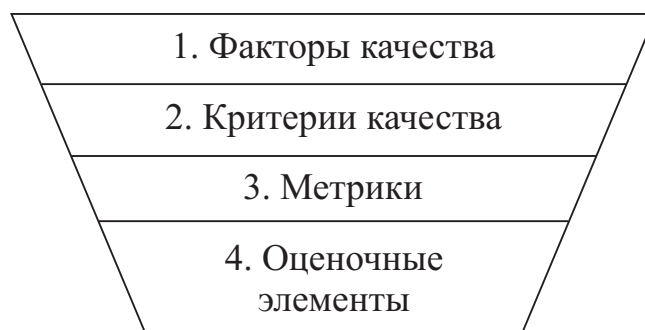 1. Факторы качества
2. Критерии качества
3. Метрики
4. Оценочные
элементы